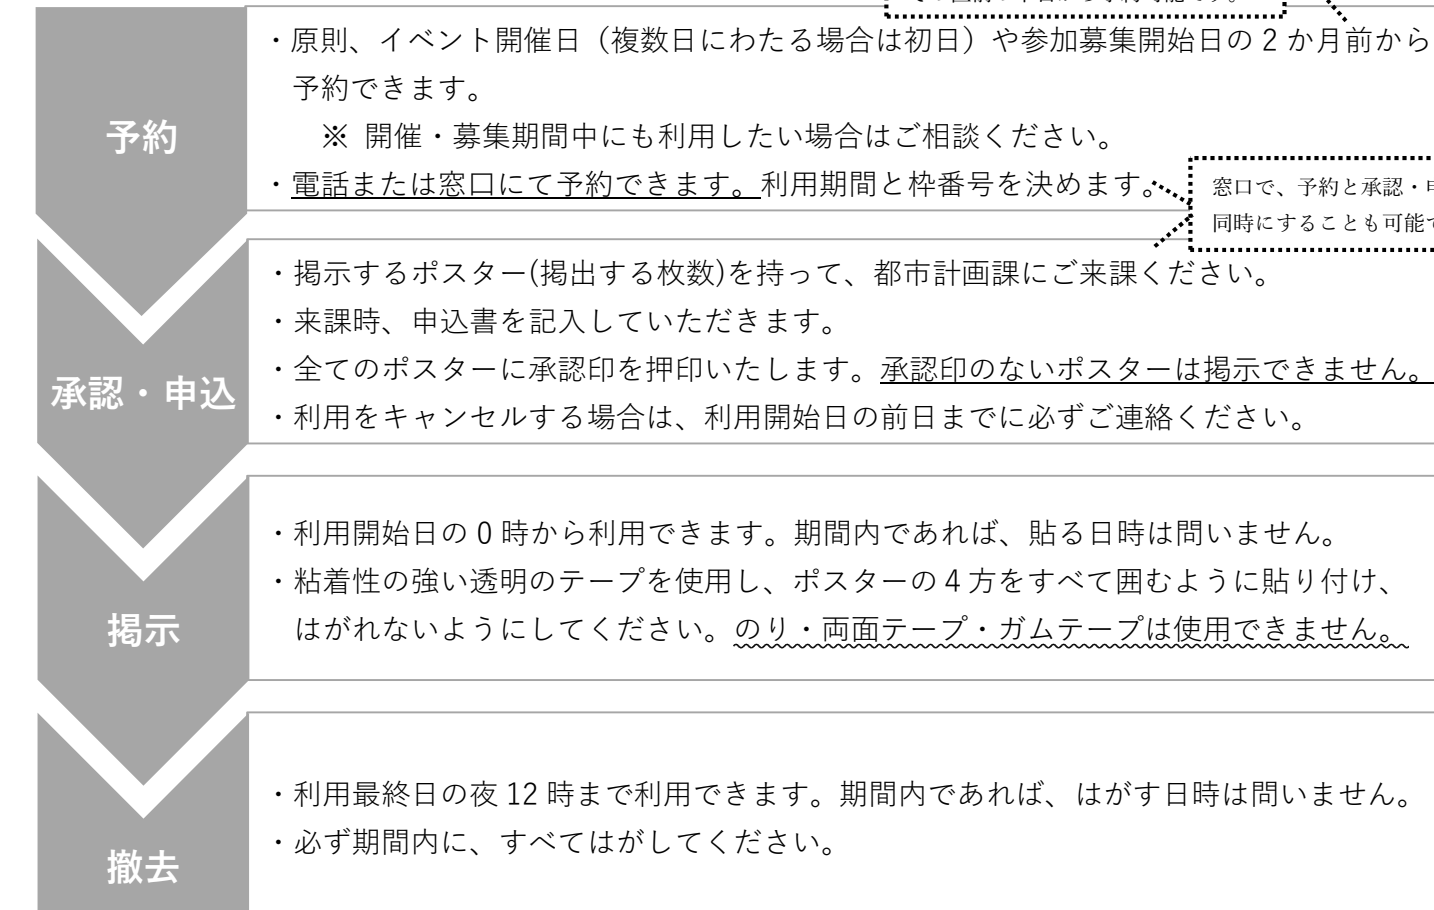 予約
・原則、イベント開催日（複数日にわたる場合は初日）や参加募集開始日の２か月前から
予約できます。
※ 開催・募集期間中にも利用したい場合はご相談ください。
・電話または窓口にて予約できます。利用期間と枠番号を決めます。
窓口で、予約と承認・
同時にすることも可能
承認・申込
・掲示するポスター(掲出する枚数)を持って、都市計画課にご来課ください。
・来課時、申込書を記入していただきます。
・全てのポスターに承認印を押印いたします。承認印のないポスターは掲示できません。
・利用をキャンセルする場合は、利用開始日の前日までに必ずご連絡ください。
掲示
・利用開始日の０時から利用できます。期間内であれば、貼る日時は問いません。
・粘着性の強い透明のテープを使用し、ポスターの４方をすべて囲むように貼り付け、
はがれないようにしてください。のり・両面テープ・ガムテープは使用できません。
撤去
・利用最終日の夜 12 時まで利用できます。期間内であれば、はがす日時は問いません。
・必ず期間内に、すべてはがしてください。